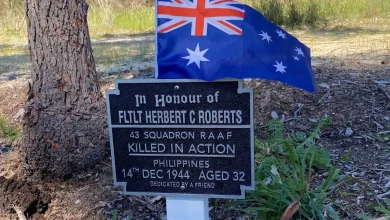 In Honour of
FLTLT HERBERT C ROBERTS
43 SQUADRON RAAF
KILLED IN ACTION
PHILIPPINES
14TH DEC 1944 AGED 32
DEDICATED BY A FRIEND